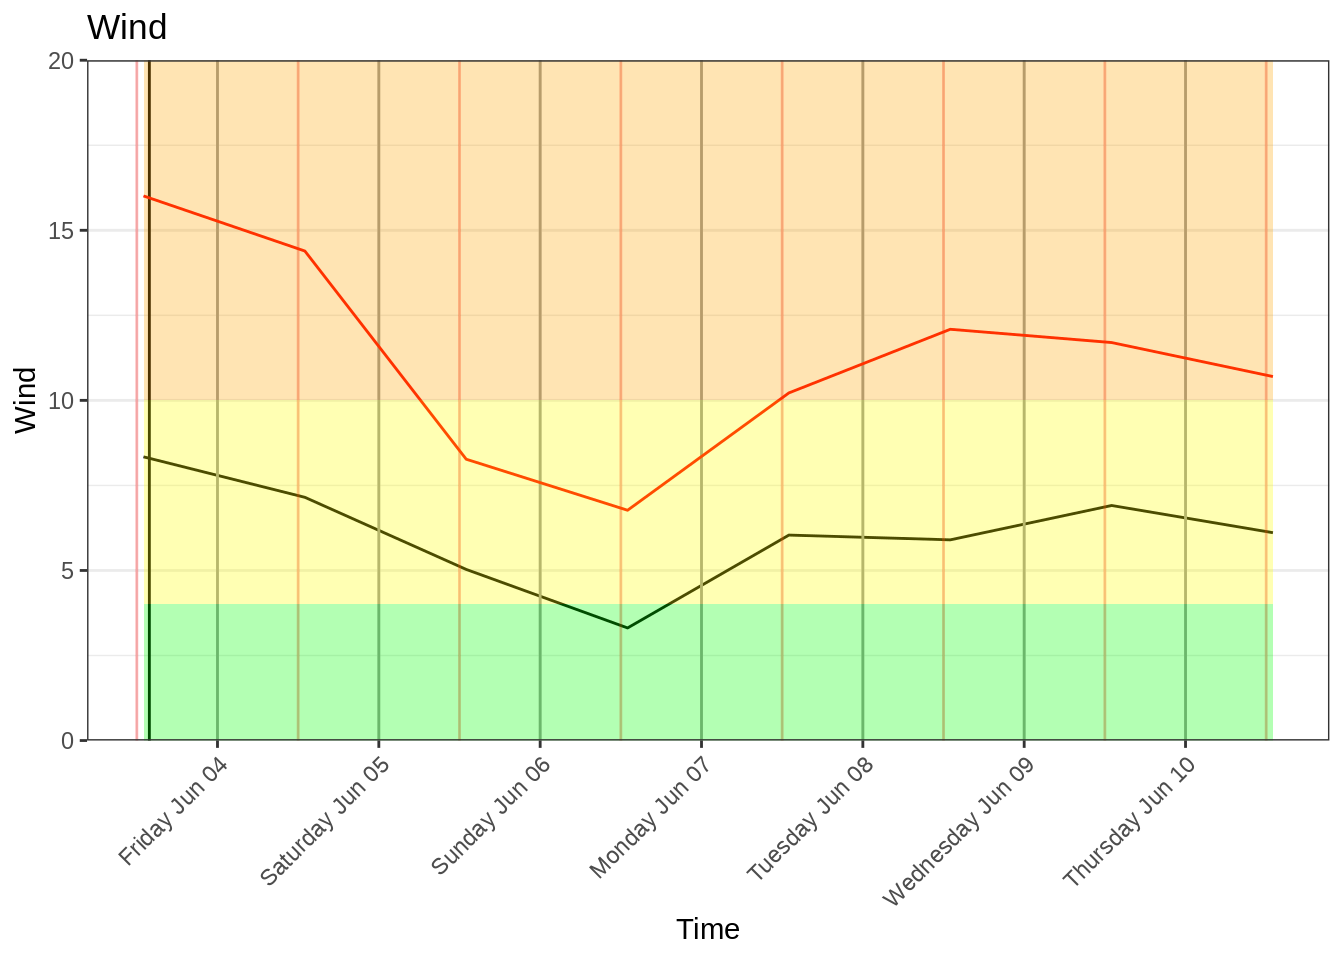 Wind
Wind
20
15
10
5
0
Friday Jun 04
Saturday Jun 05
Sunday Jun 06
Monday Jun 07
Tuesday Jun 08
Wednesday Jun 09
Thursday Jun 10
Time